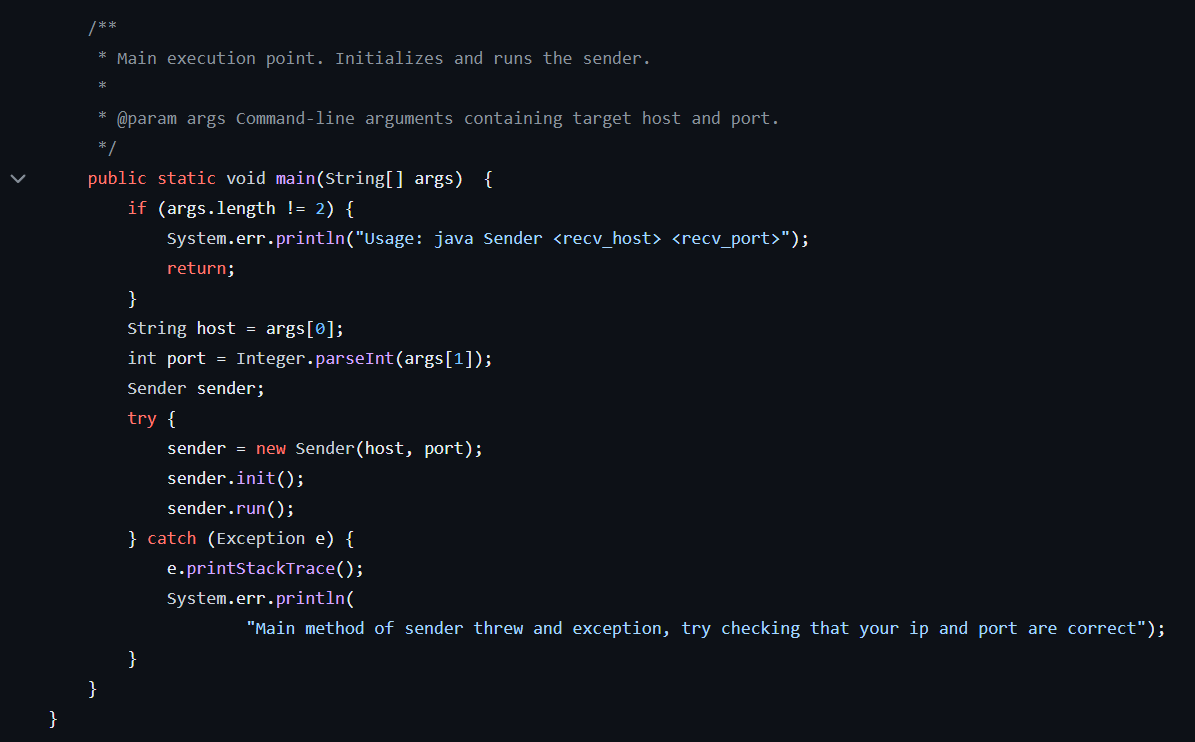 /**
 * Main execution point. Initializes and runs the sender.
 *
 * @param args Command-line arguments containing target host and port.
 */
public static void main(String[] args)  {
    if (args.length != 2) {
        System.err.println("Usage: java Sender <recv_host> <recv_port>");
        return;
    }
    String host = args[0];
    int port = Integer.parseInt(args[1]);
    Sender sender;
    try {
        sender = new Sender(host, port);
        sender.init();
        sender.run();
    } catch (Exception e) {
        e.printStackTrace();
        System.err.println(
                "Main method of sender threw and exception, try checking that your ip and port are correct");
    }
}
}